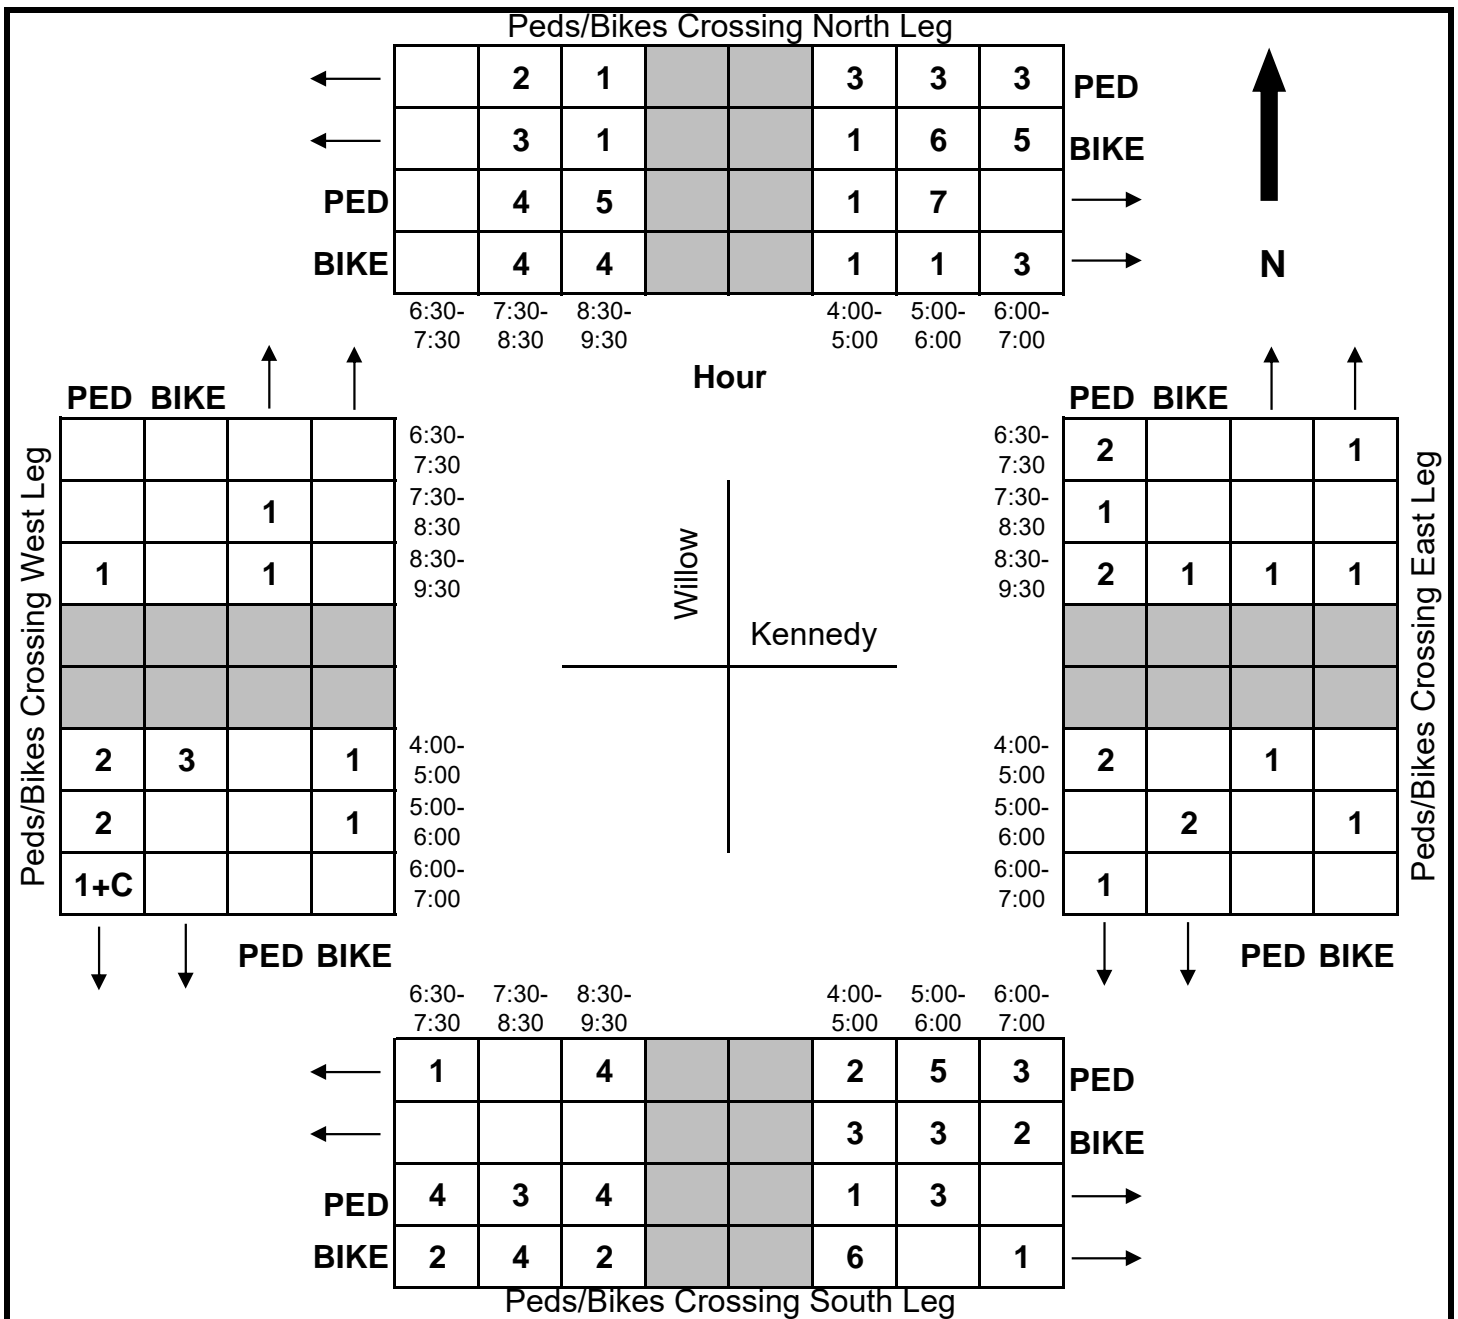 Peds/Bikes Crossing North Leg
2 1 3 3 3 PED
3 1 1 6 5 BIKE
PED 4 5 1 7
BIKE 4 4 1 1 3
N
6:30- 7:30- 8:30- 4:00- 5:00- 6:00-
7:30 8:30 9:30 5:00 6:00 7:00
Hour
Peds/Bikes Crossing West Leg
PED BIKE
6:30-
7:30
1 7:30-
8:30
1 1 8:30-
9:30
2 3 1 4:00-
5:00
2 1 5:00-
6:00
1+C 6:00-
7:00
PED BIKE
Willow
Kennedy
PED BIKE
6:30-
7:30 2 1
7:30-
8:30 1
8:30-
9:30 2 1 1 1
4:00-
5:00 2 1
5:00-
6:00 2 1
6:00-
7:00 1
PED BIKE
Peds/Bikes Crossing East Leg
6:30- 7:30- 8:30- 4:00- 5:00- 6:00-
7:30 8:30 9:30 5:00 6:00 7:00
1 4 2 5 3 PED
3 3 2 BIKE
PED 4 3 4 1 3
BIKE 2 4 2 6 1
Peds/Bikes Crossing South Leg